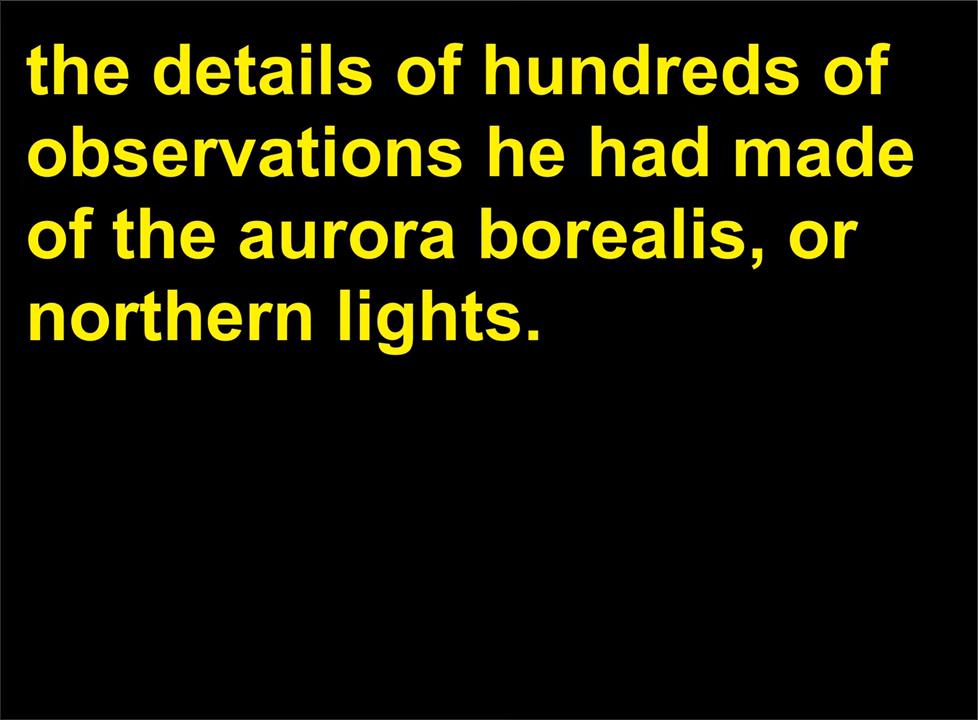 the details of hundreds of
observations he had made
of the aurora borealis, or
northern lights.